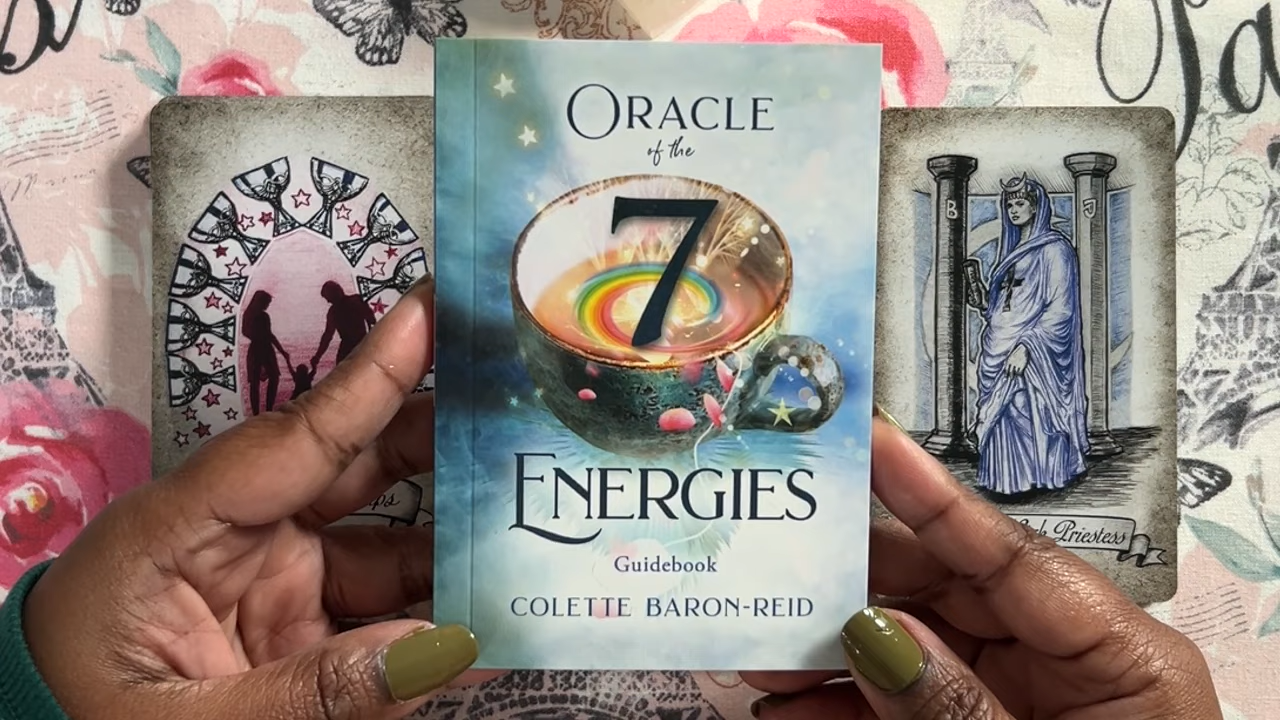 ORACLE
of the
7
ENERGIES
Guidebook
COLETTE BARON-REID
B
J
Priestess